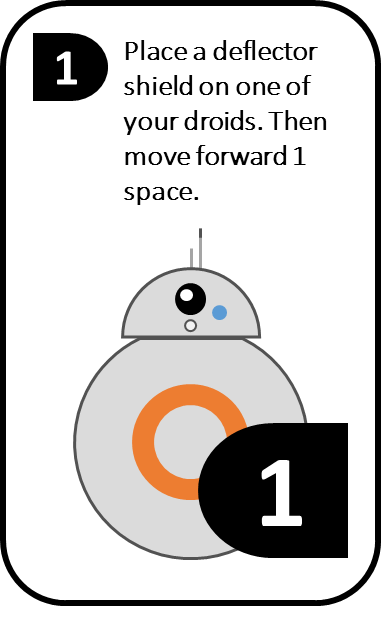 1
Place a deflector
shield on one of
your droids. Then
move forward 1
space.
1